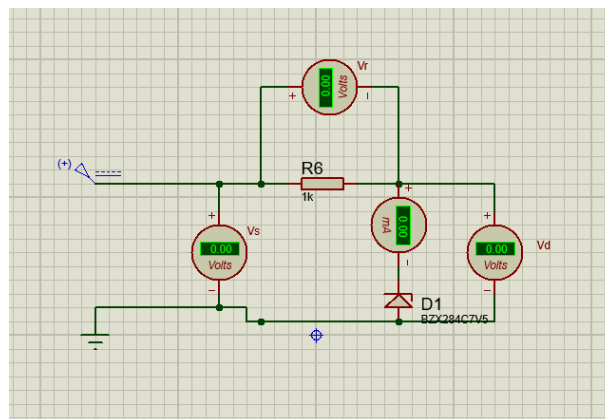 Vr
+
0.00
Volts
−
(+)
R6
1k
+
0.00
mA
−
+
Vs
0.00
Volts
−
+
Vd
0.00
Volts
−
D1
BZX284C7V5